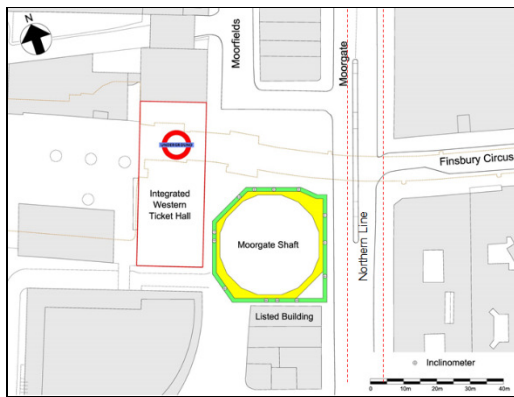 N
Moorfields
Moorgate
UNDERGROUND
Finsbury Circus
Integrated
Western
Ticket Hall
Moorgate Shaft
Northern Line
Listed Building
Inclinometer
0 10m 20m 30m 40m